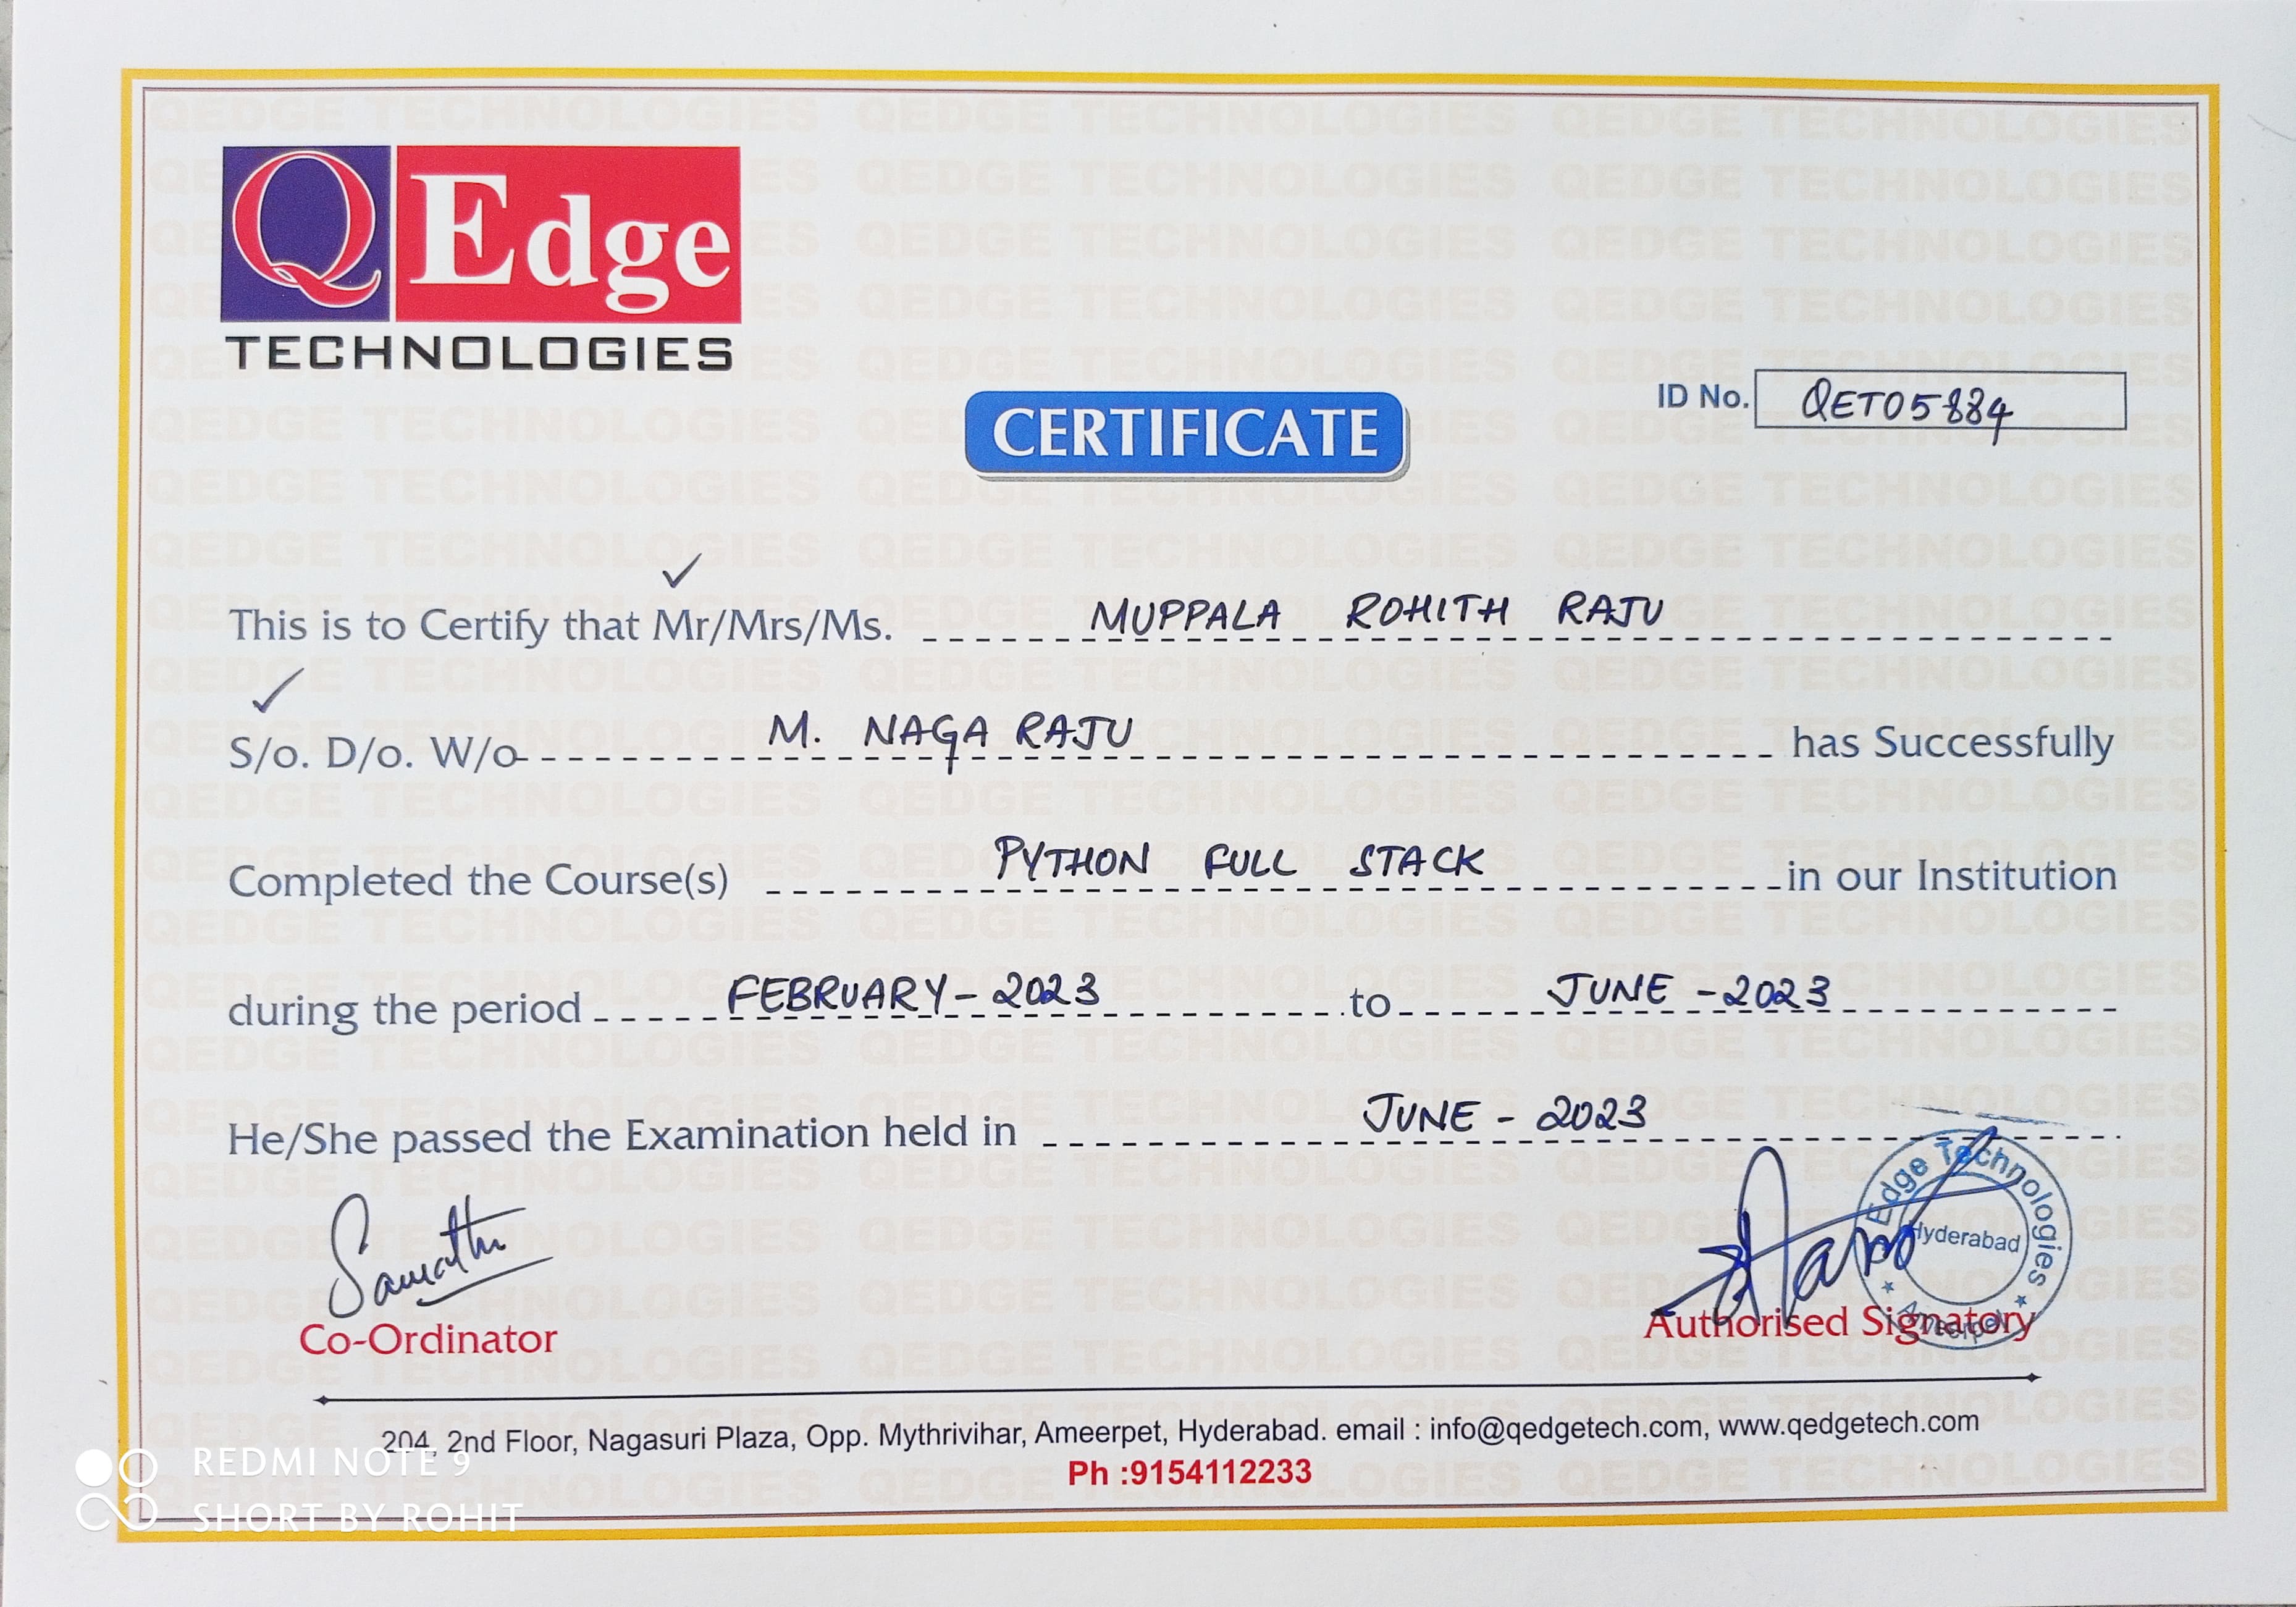 QEdge
TECHNOLOGIES
CERTIFICATE
ID No. QET05884
This is to Certify that Mr/Mrs/Ms. MUPPALA ROHITH RAJU
S/o. D/o. W/o M. NAGA RAJU has Successfully
Completed the Course(s) PYTHON FULL STACK in our Institution
during the period FEBRUARY - 2023 to JUNE - 2023
He/She passed the Examination held in JUNE - 2023
Edge Technologies
Hyderabad
Ameerpet
Co-Ordinator
Authorised Signatory
204, 2nd Floor, Nagasuri Plaza, Opp. Mythrivihar, Ameerpet, Hyderabad. email : info@qedgetech.com, www.qedgetech.com
Ph :9154112233
REDMI NOTE 9
SHORT BY ROHIT